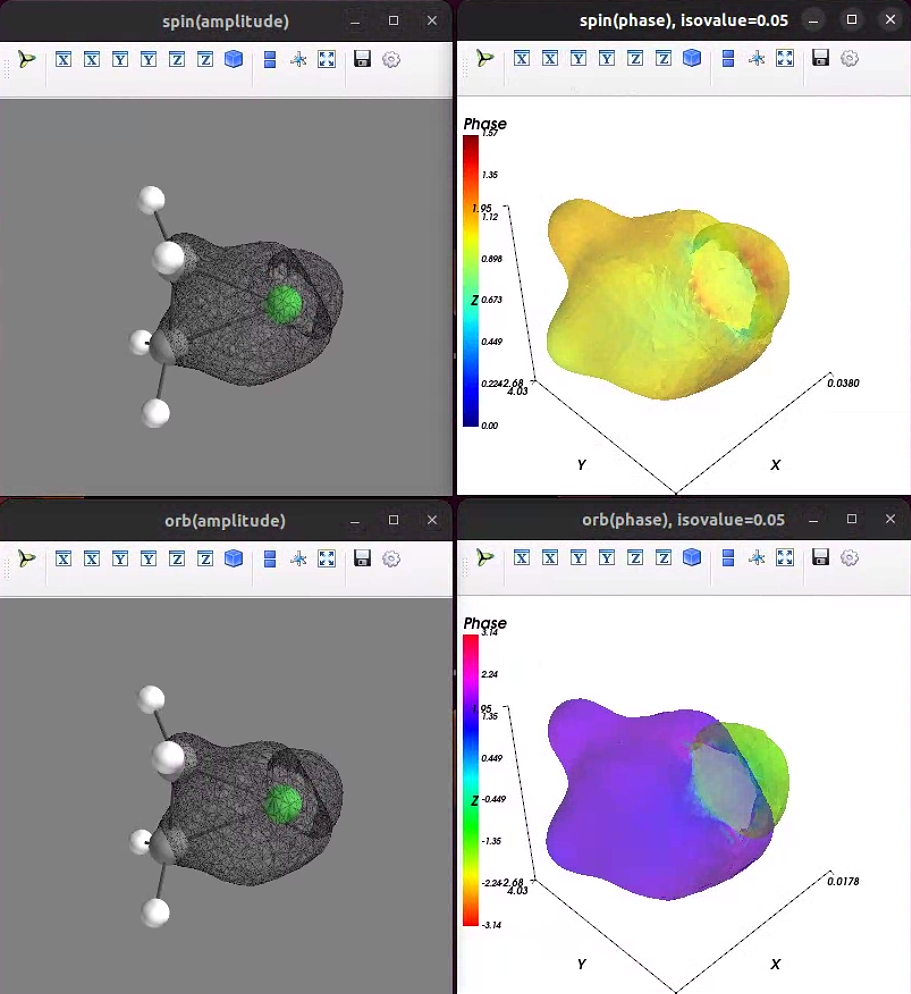 spin(amplitude)
X X Y Y Z Z
spin(phase), isovalue=0.05
X X Y Y Z Z
Phase
1.57
1.35
1.95
1.12
0.898
Z 0.673
0.449
0.224 2.68
4.03
0.00
0.0380
Y
X
orb(amplitude)
X X Y Y Z Z
orb(phase), isovalue=0.05
X X Y Y Z Z
Phase
3.14
2.24
1.95
1.35
0.449
Z -0.449
-1.35
-2.24 2.68
4.03
-3.14
0.0178
Y
X